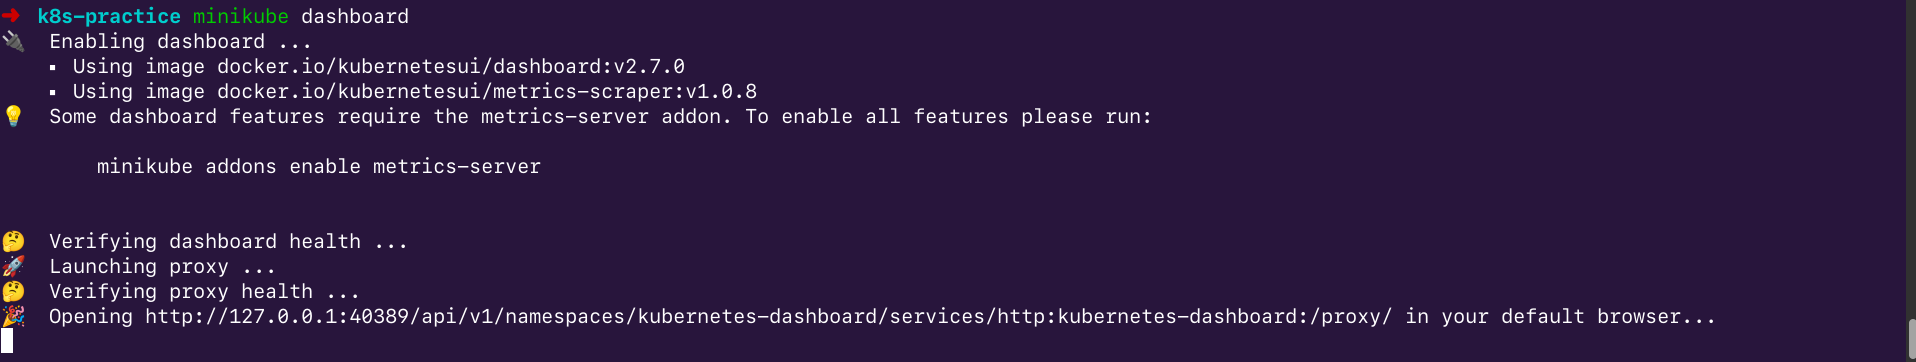 ➜ k8s-practice minikube dashboard
🔌 Enabling dashboard ...
▪ Using image docker.io/kubernetesui/dashboard:v2.7.0
▪ Using image docker.io/kubernetesui/metrics-scraper:v1.0.8
💡 Some dashboard features require the metrics-server addon. To enable all features please run:
minikube addons enable metrics-server
🤔 Verifying dashboard health ...
🚀 Launching proxy ...
🤔 Verifying proxy health ...
🎉 Opening http://127.0.0.1:40389/api/v1/namespaces/kubernetes-dashboard/services/http:kubernetes-dashboard:/proxy/ in your default browser...